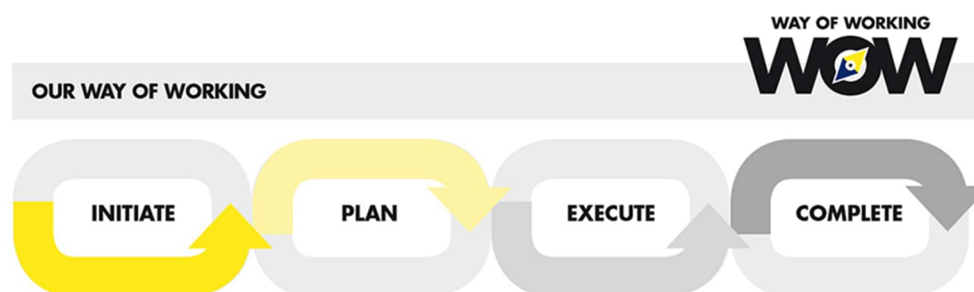 WAY OF WORKING
WOW
OUR WAY OF WORKING
INITIATE
PLAN
EXECUTE
COMPLETE